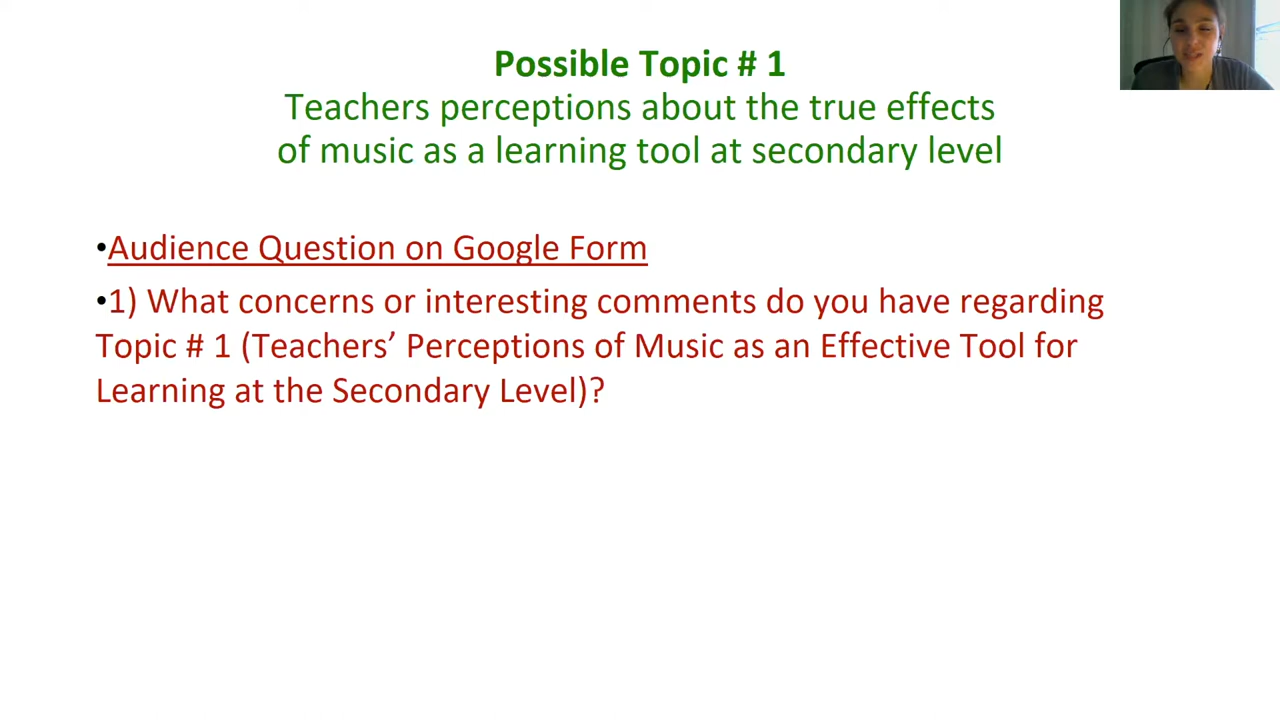 Possible Topic # 1
Teachers perceptions about the true effects
of music as a learning tool at secondary level
•Audience Question on Google Form
•1) What concerns or interesting comments do you have regarding
Topic # 1 (Teachers’ Perceptions of Music as an Effective Tool for
Learning at the Secondary Level)?